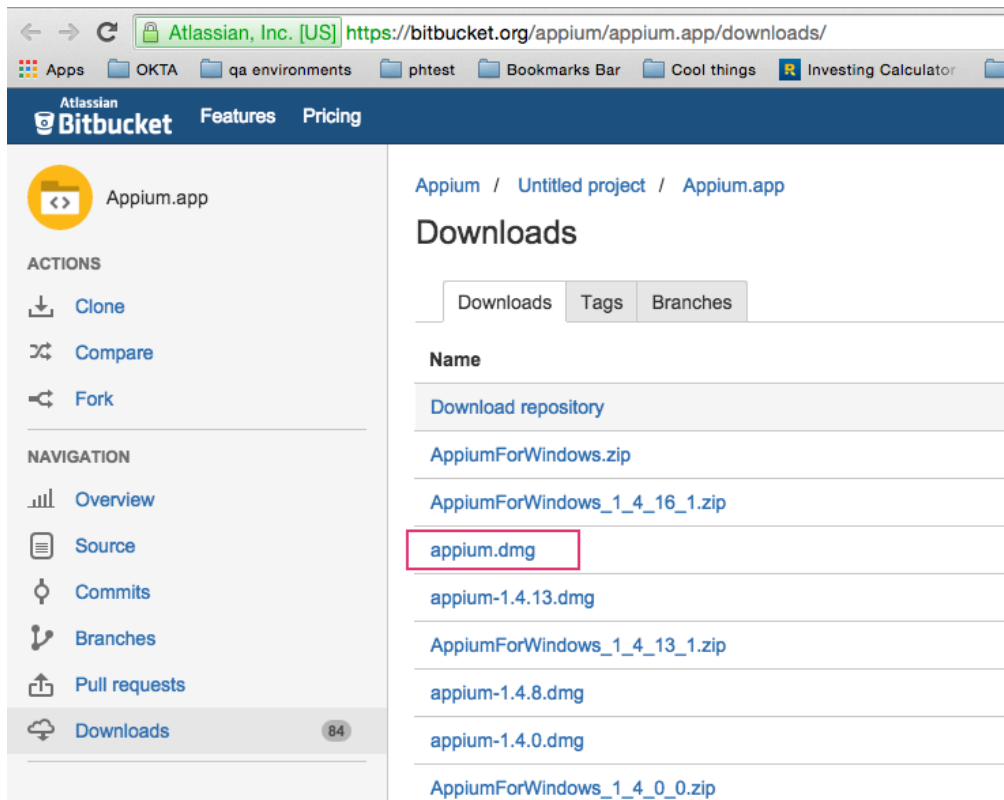 Atlassian, Inc. [US] https://bitbucket.org/appium/appium.app/downloads/
Apps OKTA qa environments phtest Bookmarks Bar Cool things R Investing Calculator
Atlassian
Bitbucket Features Pricing
Appium.app
ACTIONS
Clone
Compare
Fork
NAVIGATION
Overview
Source
Commits
Branches
Pull requests
Downloads 84
Appium / Untitled project / Appium.app
Downloads
Downloads Tags Branches
Name
Download repository
AppiumForWindows.zip
AppiumForWindows_1_4_16_1.zip
appium.dmg
appium-1.4.13.dmg
AppiumForWindows_1_4_13_1.zip
appium-1.4.8.dmg
appium-1.4.0.dmg
AppiumForWindows_1_4_0_0.zip